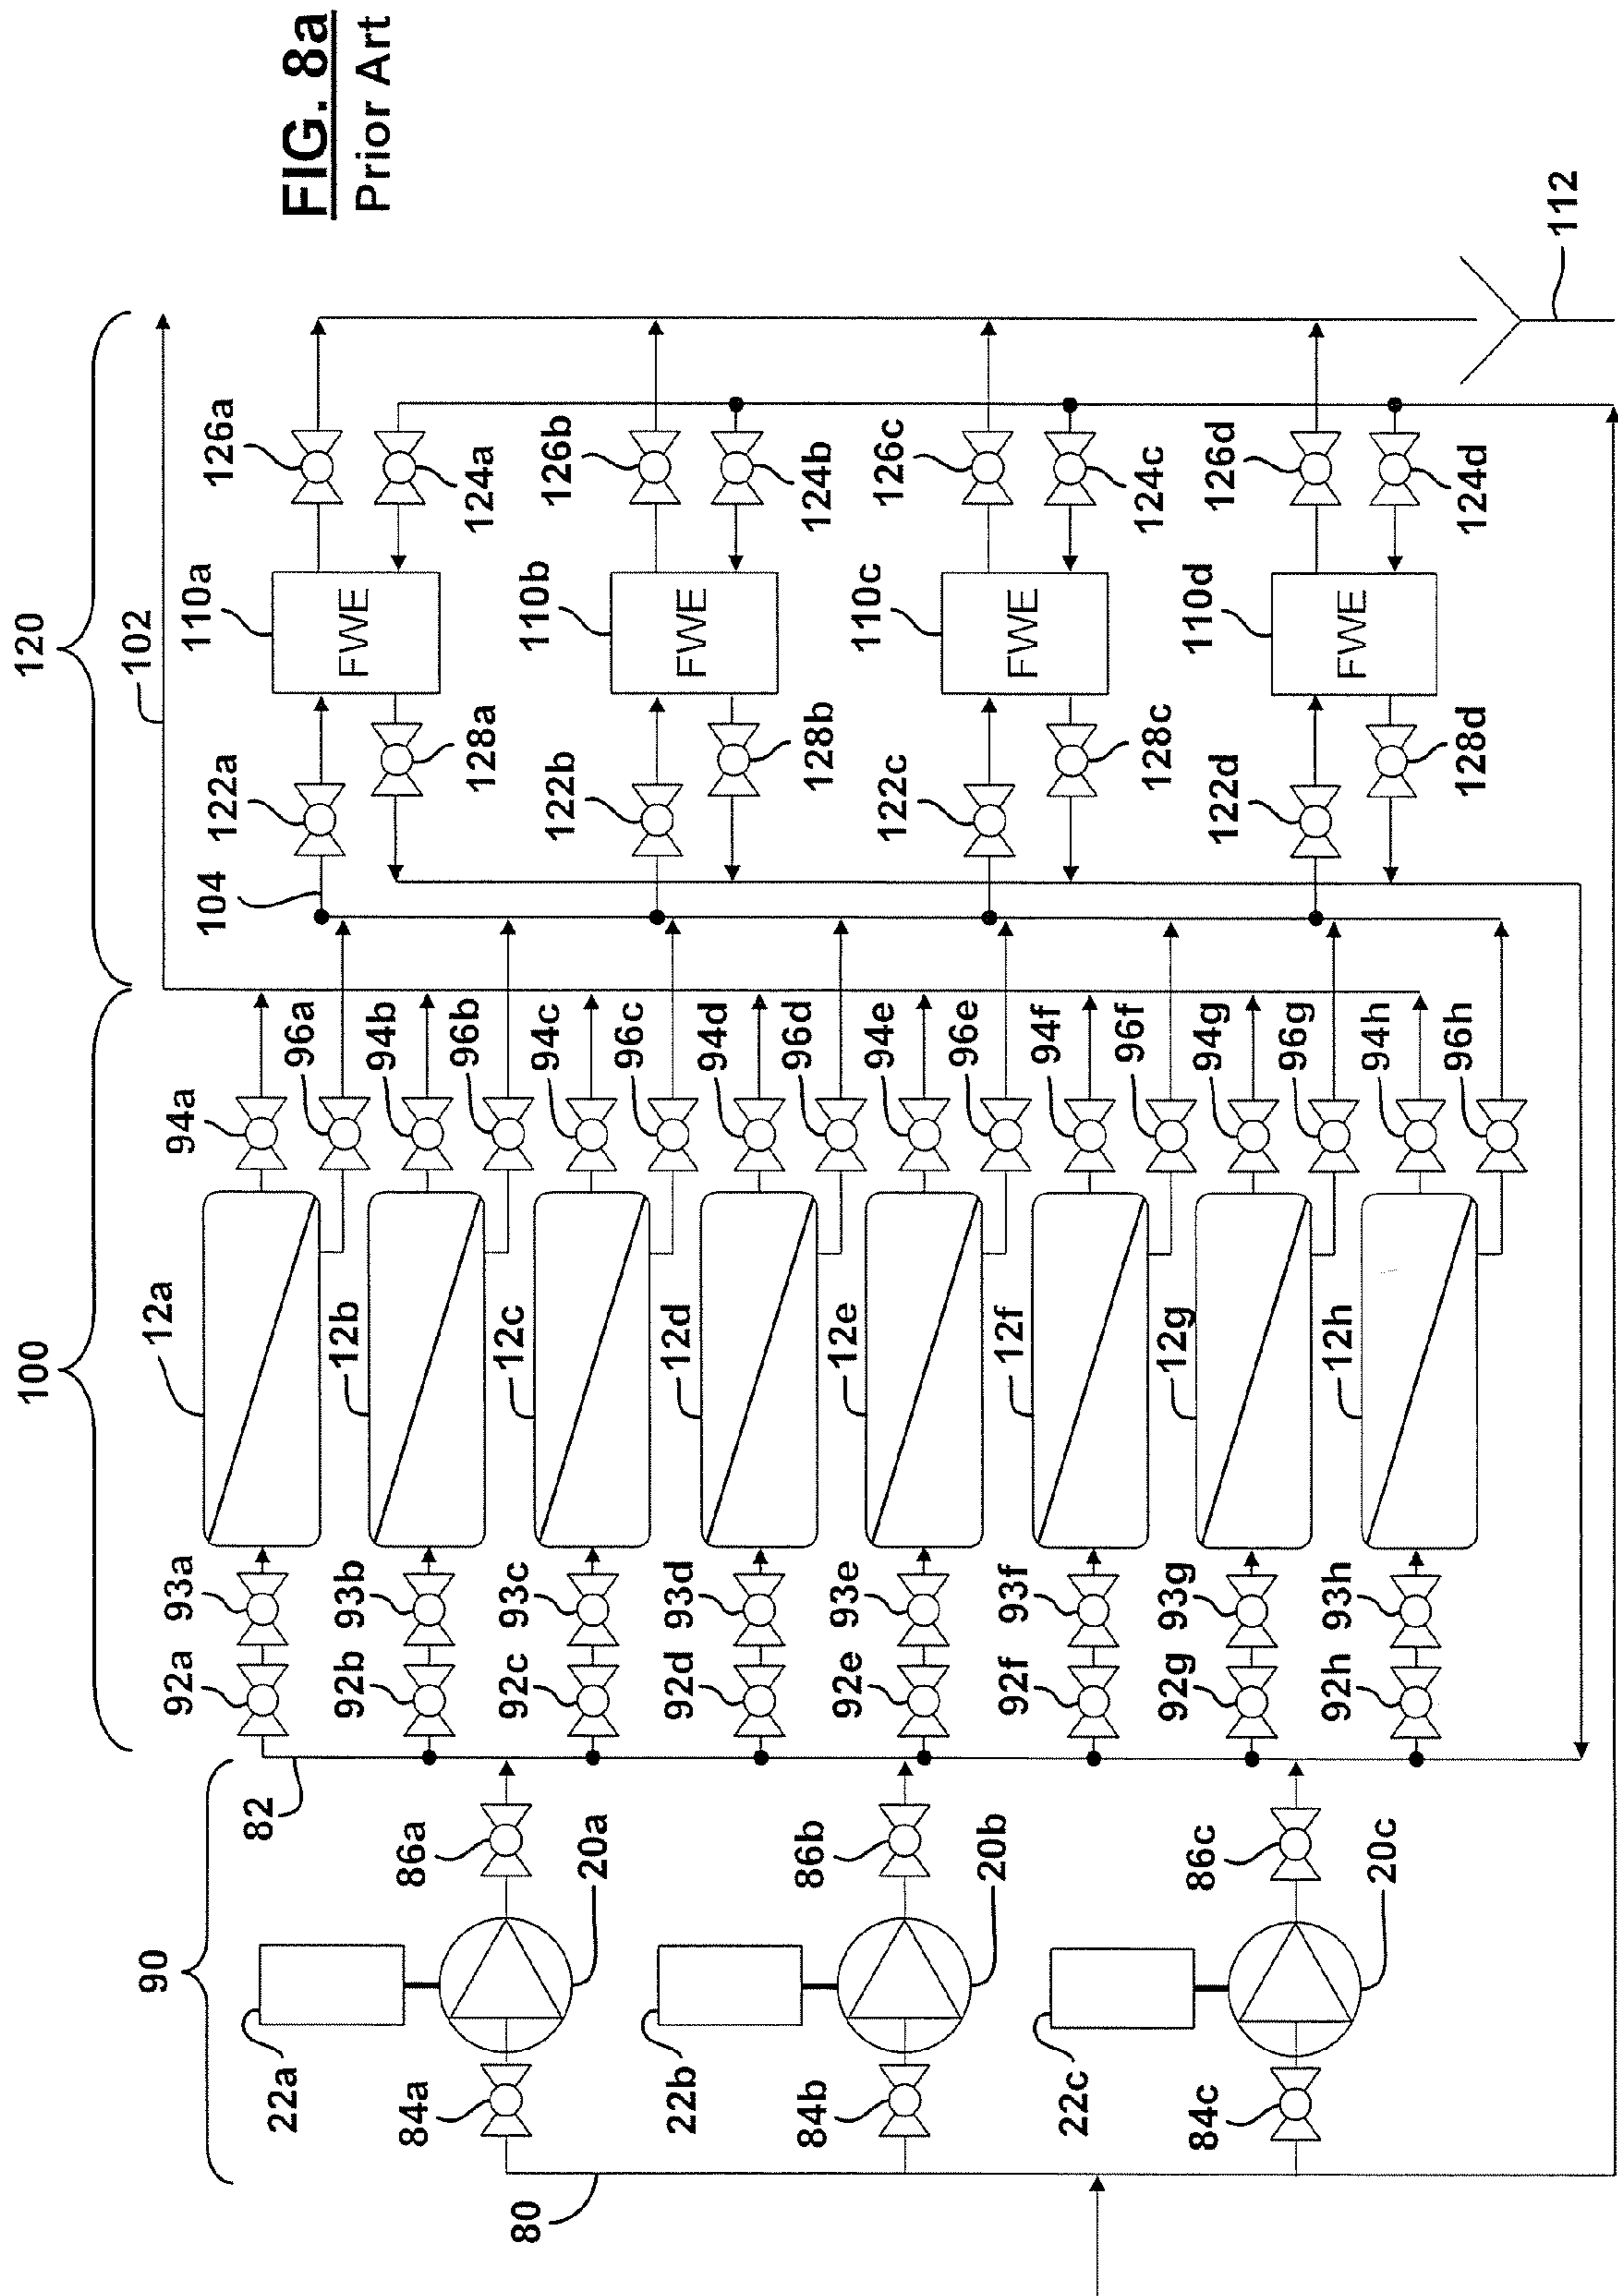 FIG. 8a
Prior Art
120
102
100
90
126a
124a
126b
124b
126c
124c
126d
124d
112
110a
FWE
110b
FWE
110c
FWE
110d
FWE
122a
128a
122b
128b
122c
128c
122d
128d
104
94a
96a
94b
96b
94c
96c
94d
96d
94e
96e
94f
96f
94g
96g
94h
96h
12a
12b
12c
12d
12e
12f
12g
12h
93a
93b
93c
93d
93e
93f
93g
93h
92a
92b
92c
92d
92e
92f
92g
92h
82
86a
20a
86b
20b
86c
20c
22a
84a
22b
84b
22c
84c
80